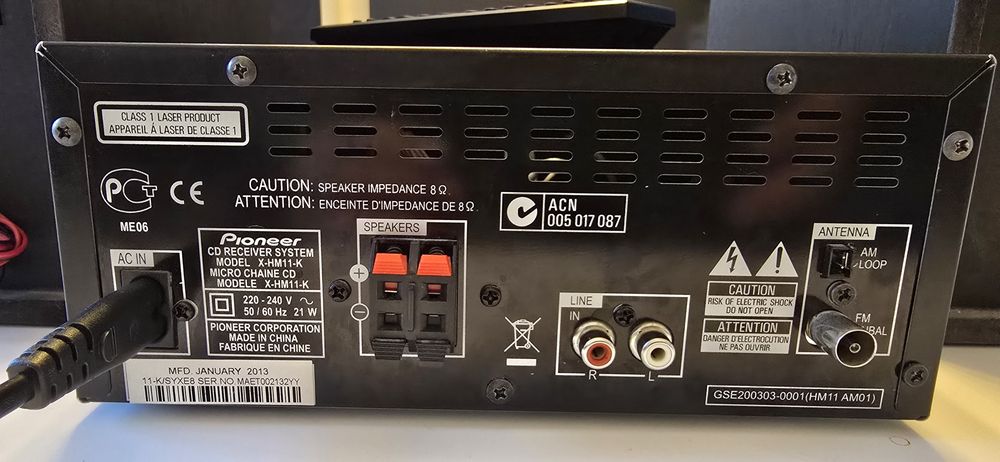 CLASS 1 LASER PRODUCT
APPAREIL À LASER DE CLASSE 1
PCT CE
ME06
CAUTION: SPEAKER IMPEDANCE 8 Ω.
ATTENTION: ENCEINTE D'IMPEDANCE DE 8 Ω.
ACN
005 017 087
AC IN
Pioneer
CD RECEIVER SYSTEM
MODEL X-HM11-K
MICRO CHAINE CD
MODELE X-HM11-K
220 - 240 V ~
50 / 60 Hz 21 W
PIONEER CORPORATION
MADE IN CHINA
FABRIQUE EN CHINE
MFD. JANUARY 2013
11-K/SYXE8 SER.NO.MAET002132YY
SPEAKERS
+
−
LINE
IN
R L
CAUTION
RISK OF ELECTRIC SHOCK
DO NOT OPEN
ATTENTION
DANGER D'ELECTROCUTION
NE PAS OUVRIR
ANTENNA
AM
LOOP
FM
GSE200303-0001(HM11 AM01)